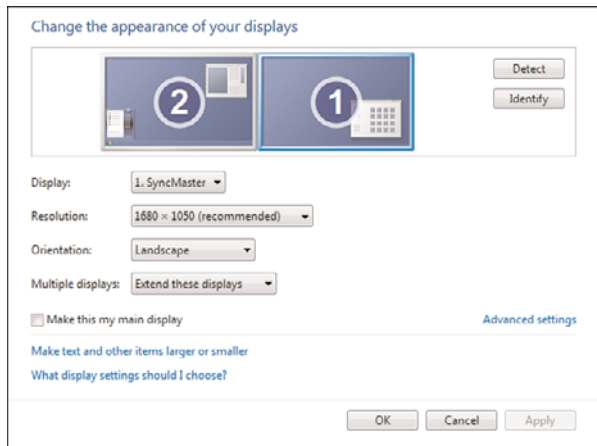 Change the appearance of your displays
2
1
Detect
Identify
Display: 1. SyncMaster
Resolution: 1680 × 1050 (recommended)
Orientation: Landscape
Multiple displays: Extend these displays
Make this my main display
Advanced settings
Make text and other items larger or smaller
What display settings should I choose?
OK Cancel Apply